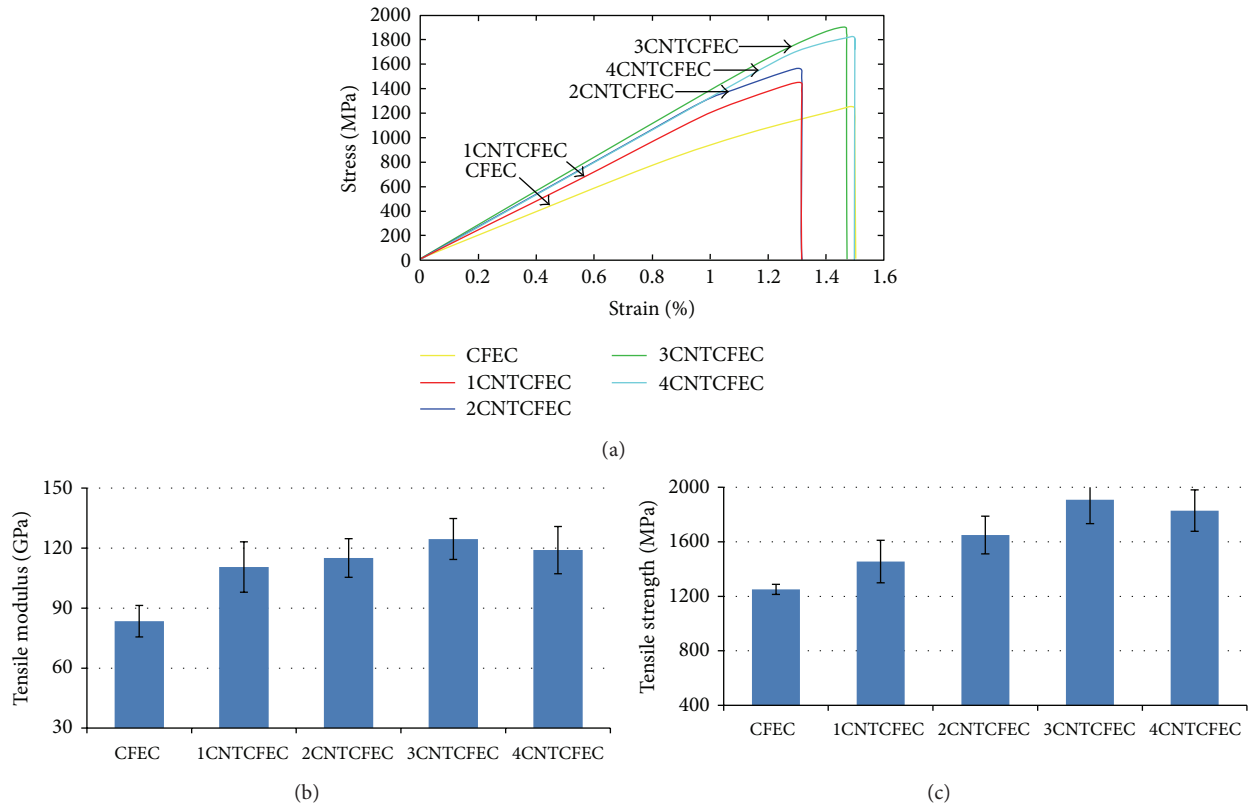 2000
1800
1600
1400
1200
1000
800
600
400
200
0
Stress (MPa)
3CNTCFEC
4CNTCFEC
2CNTCFEC
1CNTCFEC
CFEC
0 0.2 0.4 0.6 0.8 1 1.2 1.4 1.6
Strain (%)
CFEC
1CNTCFEC
2CNTCFEC
3CNTCFEC
4CNTCFEC
(a)
150
120
90
60
30
Tensile modulus (GPa)
CFEC 1CNTCFEC 2CNTCFEC 3CNTCFEC 4CNTCFEC
(b)
2000
1600
1200
800
400
Tensile strength (MPa)
CFEC 1CNTCFEC 2CNTCFEC 3CNTCFEC 4CNTCFEC
(c)